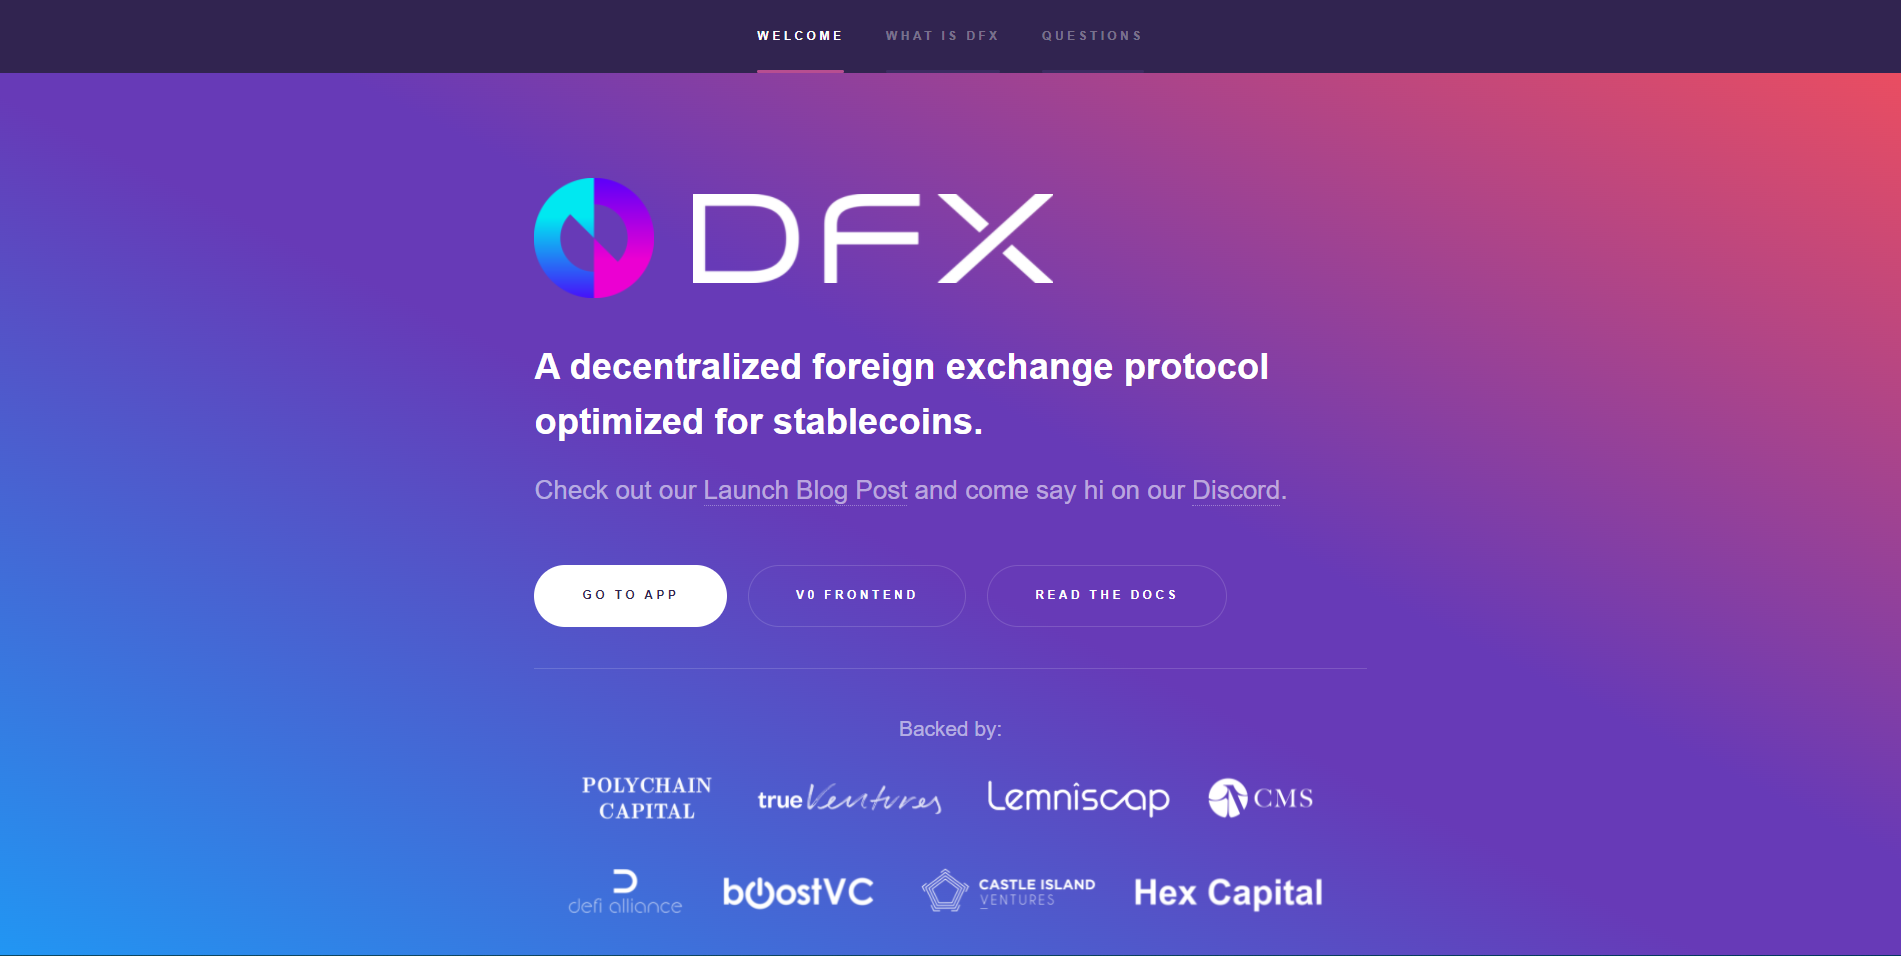 WELCOME WHAT IS DFX QUESTIONS
DFX
A decentralized foreign exchange protocol
optimized for stablecoins.
Check out our Launch Blog Post and come say hi on our Discord.
GO TO APP V0 FRONTEND READ THE DOCS
Backed by:
POLYCHAIN
CAPITAL
trueVentures
Lemniscap
CMS
defi alliance
boostVC
CASTLE ISLAND
VENTURES
Hex Capital